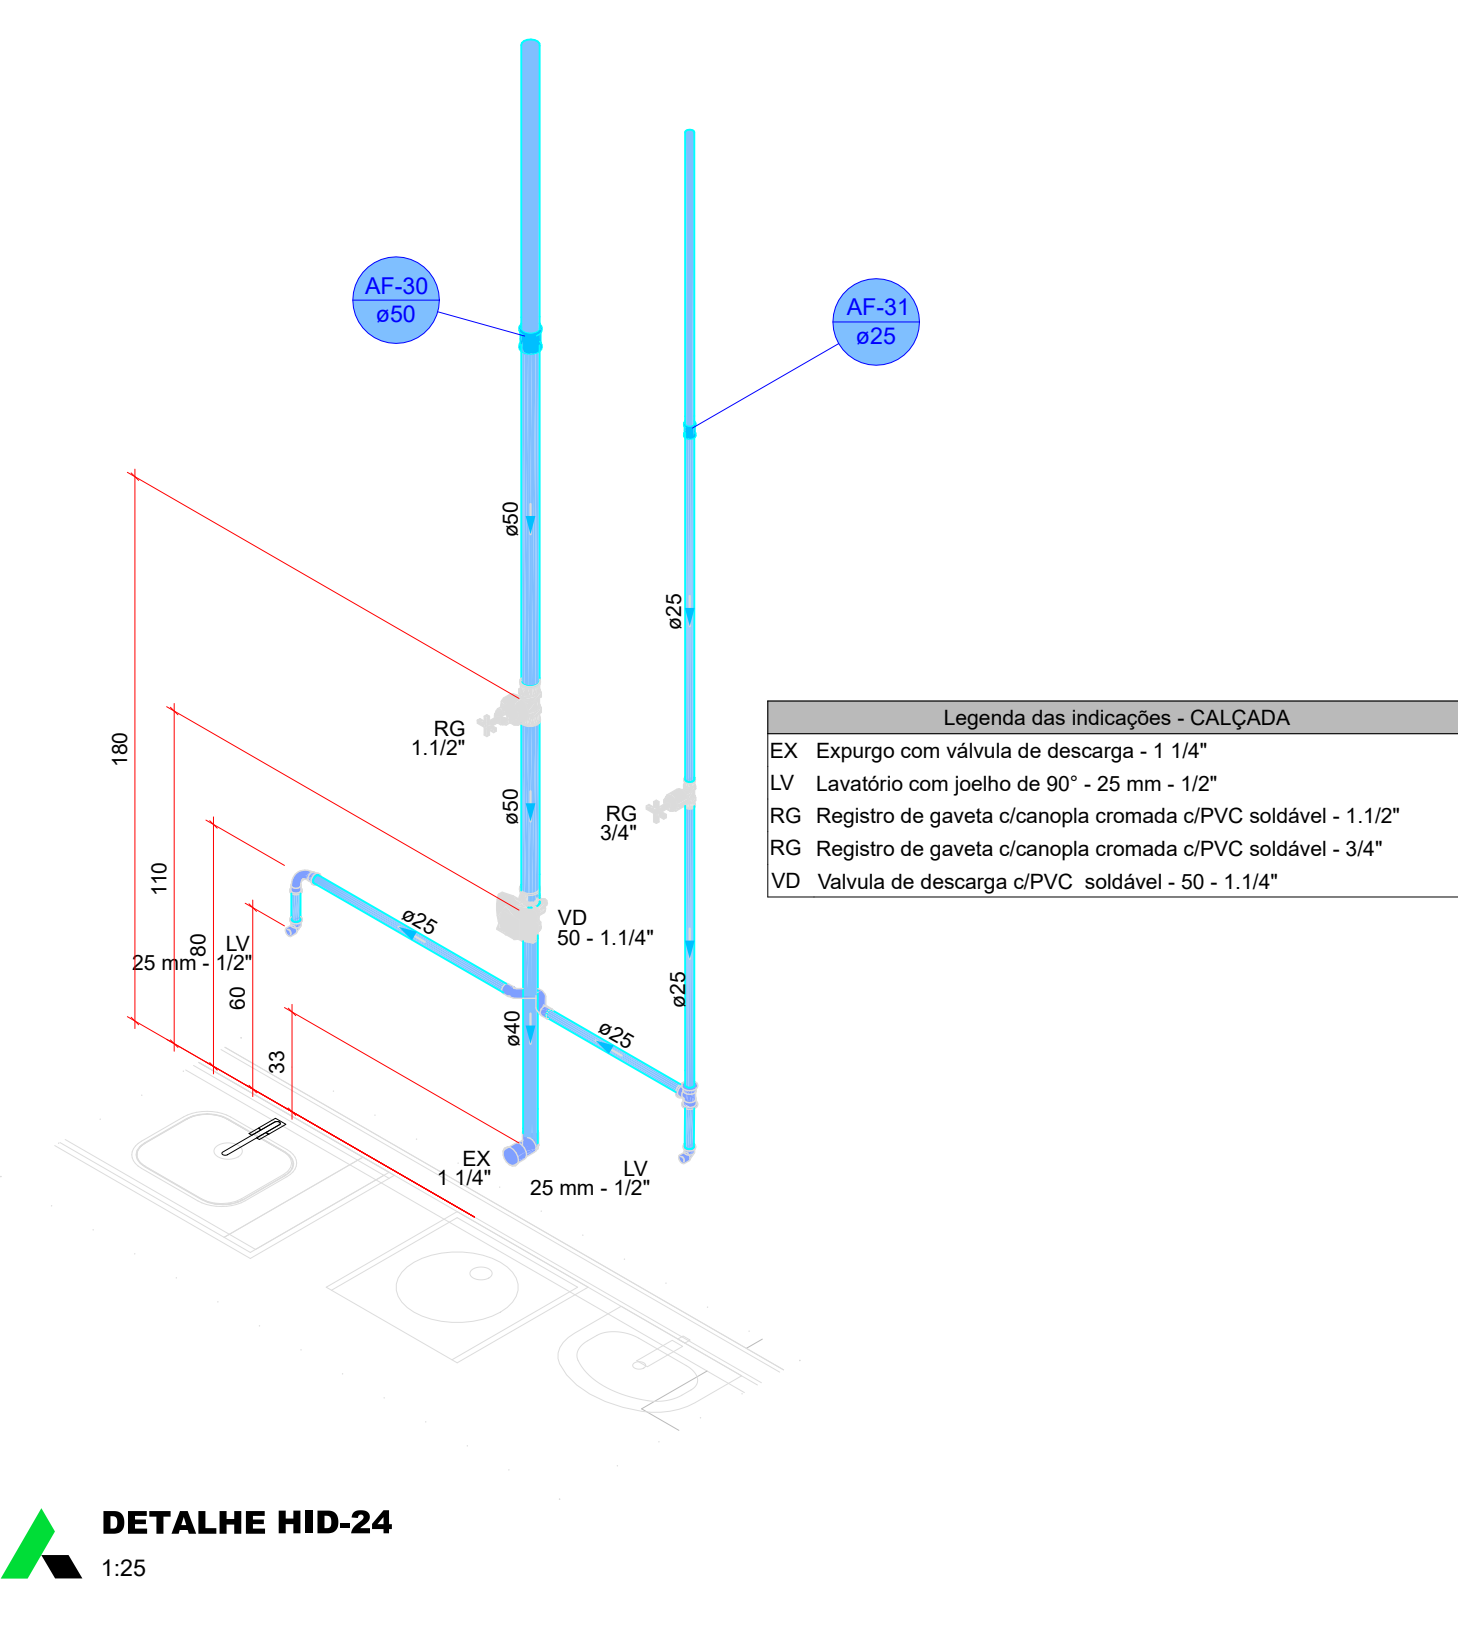 AF-30
ø50
AF-31
ø25
ø50
ø25
RG
1.1/2"
180
ø50
RG
3/4"
110
ø25
VD
50 - 1.1/4"
LV
25 mm - 1/2"
80
60
ø25
ø40
ø25
33
EX
1 1/4"
LV
25 mm - 1/2"
Legenda das indicações - CALÇADA
EX Expurgo com válvula de descarga - 1 1/4"
LV Lavatório com joelho de 90° - 25 mm - 1/2"
RG Registro de gaveta c/canopla cromada c/PVC soldável - 1.1/2"
RG Registro de gaveta c/canopla cromada c/PVC soldável - 3/4"
VD Valvula de descarga c/PVC soldável - 50 - 1.1/4"
DETALHE HID-24
1:25